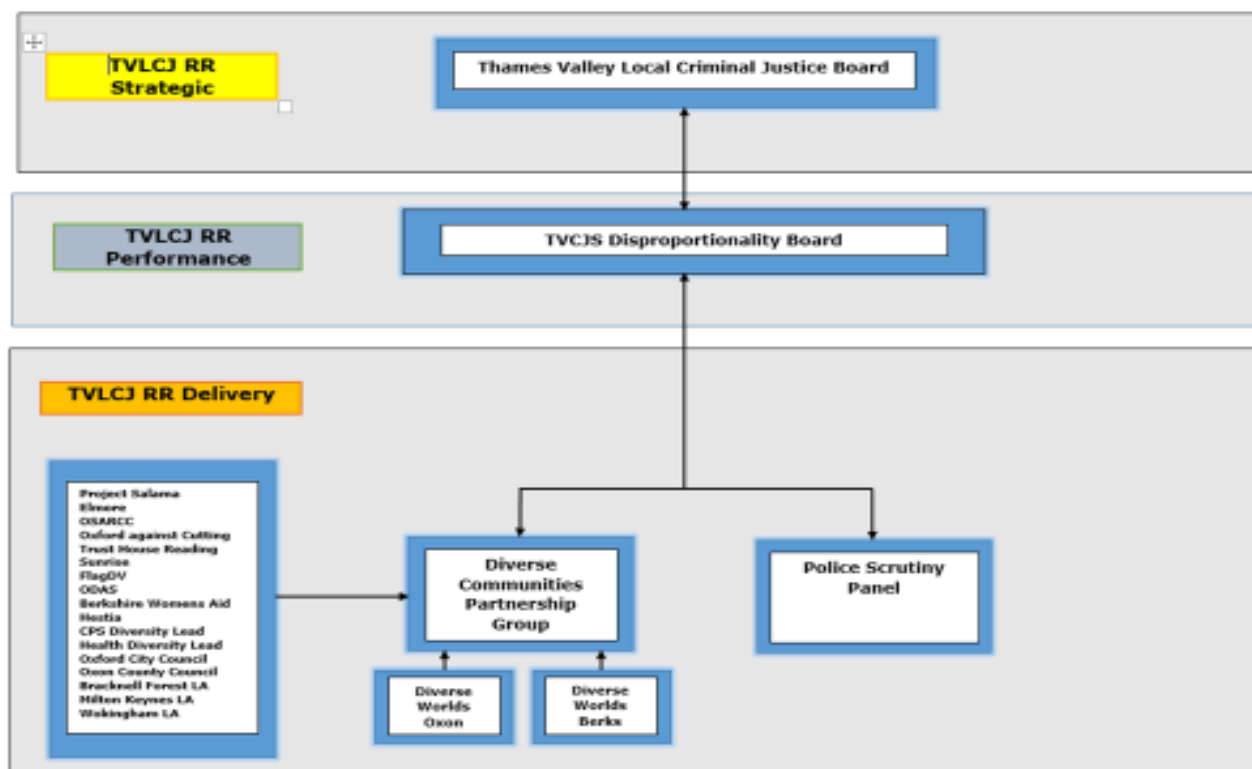 TVLCJ RR
Strategic
Thames Valley Local Criminal Justice Board
TVLCJ RR
Performance
TVCJS Disproportionality Board
TVLCJ RR Delivery
Project Salama
Elmore
OSARCC
Oxford against Cutting
Trust House Reading
Sunrise
FlagDV
ODAS
Berkshire Womens Aid
Hestia
CPS Diversity Lead
Health Diversity Lead
Oxford City Council
Oxon County Council
Bracknell Forest LA
Milton Keynes LA
Wokingham LA
Diverse
Communities
Partnership
Group
Police Scrutiny
Panel
Diverse
Worlds
Oxon
Diverse
Worlds
Berks